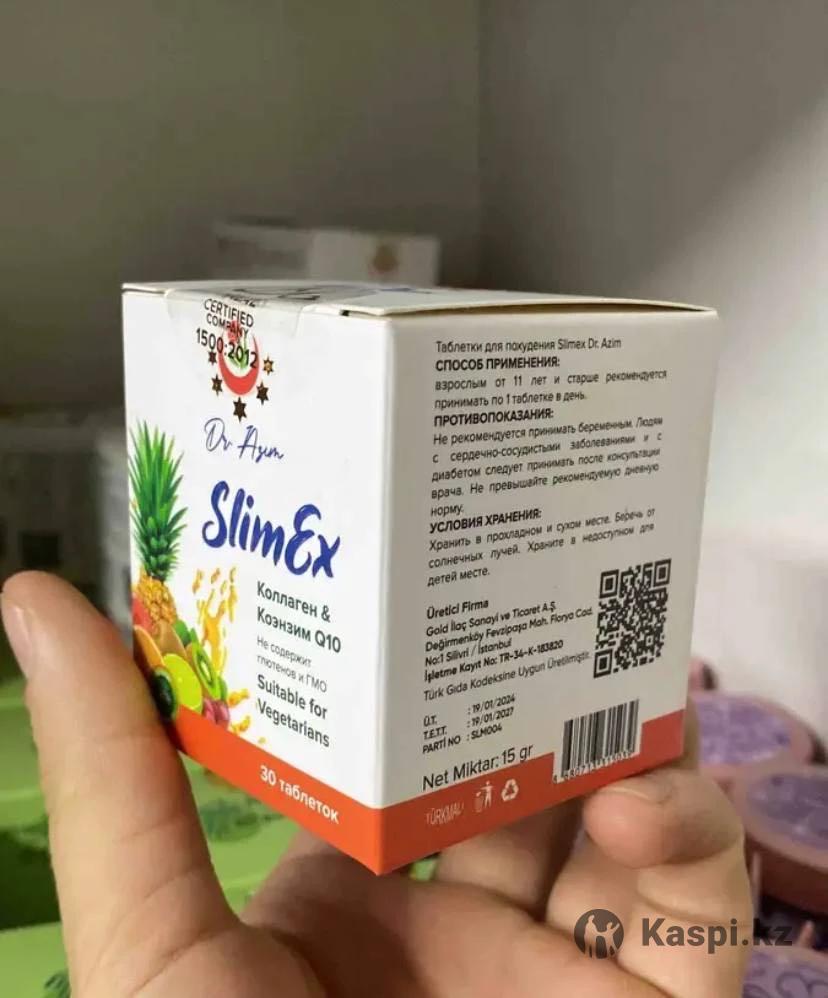 CERTIFIED
COMPANY
1500:2012
Dr. Azim
SlimEx
Коллаген &
Коэнзим Q10
Не содержит
глютенов и ГМО
Suitable for
Vegetarians
30 таблеток
Таблетки для похудения Slimex Dr. Azim
СПОСОБ ПРИМЕНЕНИЯ:
взрослым от 11 лет и старше рекомендуется
принимать по 1 таблетке в день.
ПРОТИВОПОКАЗАНИЯ:
Не рекомендуется принимать беременным. Людям
с сердечно-сосудистыми заболеваниями и с
диабетом следует принимать после консультации
врача. Не превышайте рекомендуемую дневную
норму.
УСЛОВИЯ ХРАНЕНИЯ:
Хранить в прохладном и сухом месте. Беречь от
солнечных лучей. Храните в недоступном для
детей месте.
Üretici Firma
Gold İlaç Sanayi ve Ticaret A.Ş.
Değirmenköy Fevzipaşa Mah. Florya Cad.
No:1 Silivri / İstanbul
İşletme Kayıt No: TR-34-K-183820
Türk Gıda Kodeksine Uygun Üretilmiştir.
Ü.T. : 19/01/2024
T.E.T.T. : 19/01/2027
PARTİ NO : SLM004
Net Miktar: 15 gr
TÜRKMALI
Kaspi.kz